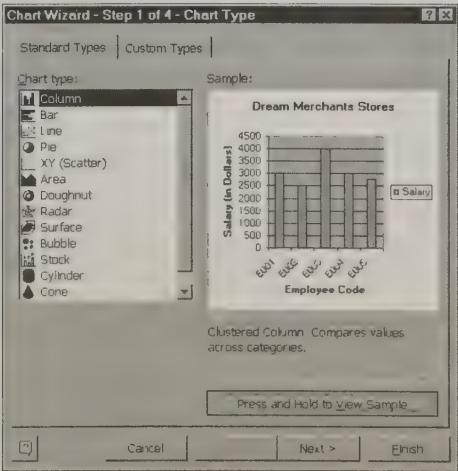 Chart Wizard - Step 1 of 4 - Chart Type
Standard Types
Custom Types
Chart type:
Column
Bar
Line
Pie
XY (Scatter)
Area
Doughnut
Radar
Surface
Bubble
Stock
Cylinder
Cone
Sample:
Dream Merchants Stores
Salary (in Dollars)
4500
4000
3500
3000
2500
2000
1500
1000
500
0
E001
E002
E003
E004
E005
Employee Code
Salary
Clustered Column. Compares values
across categories.
Press and Hold to View Sample
Cancel
Next >
Finish